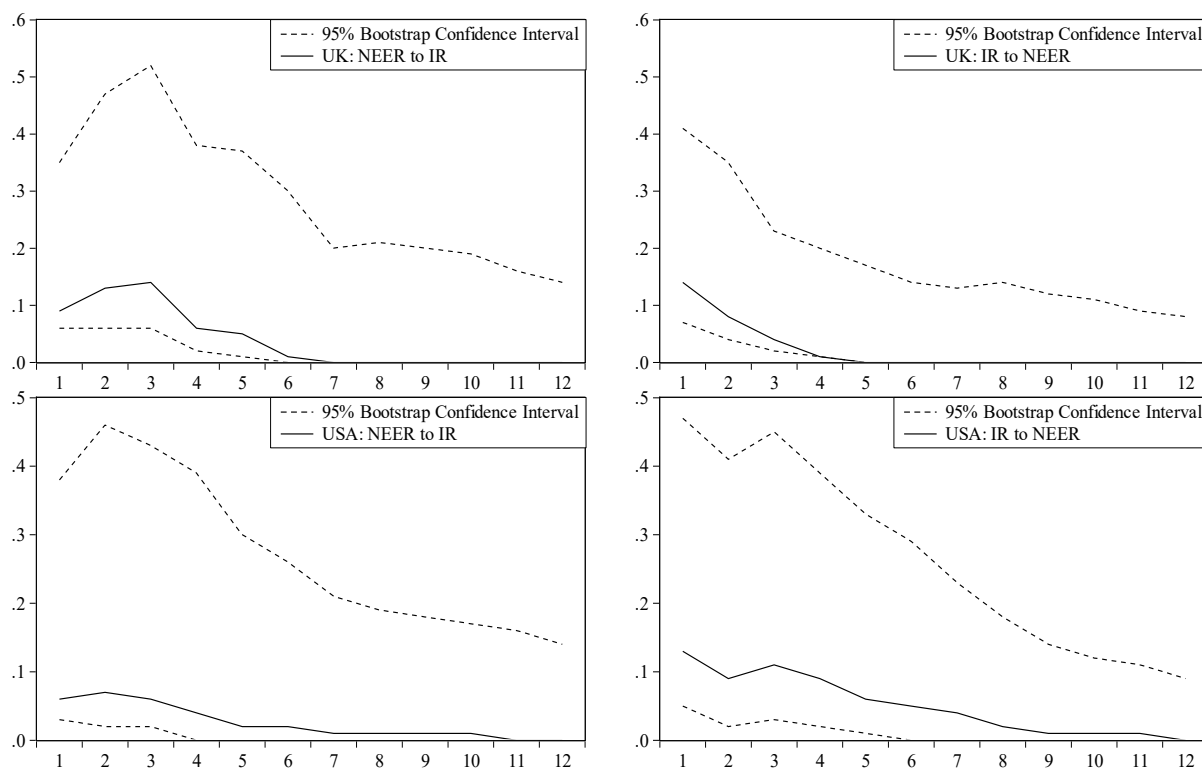 .6
95% Bootstrap Confidence Interval
UK: NEER to IR
.5
.4
.3
.2
.1
.0
1 2 3 4 5 6 7 8 9 10 11 12
.6
95% Bootstrap Confidence Interval
UK: IR to NEER
.5
.4
.3
.2
.1
.0
1 2 3 4 5 6 7 8 9 10 11 12
.5
95% Bootstrap Confidence Interval
USA: NEER to IR
.4
.3
.2
.1
.0
1 2 3 4 5 6 7 8 9 10 11 12
.5
95% Bootstrap Confidence Interval
USA: IR to NEER
.4
.3
.2
.1
.0
1 2 3 4 5 6 7 8 9 10 11 12